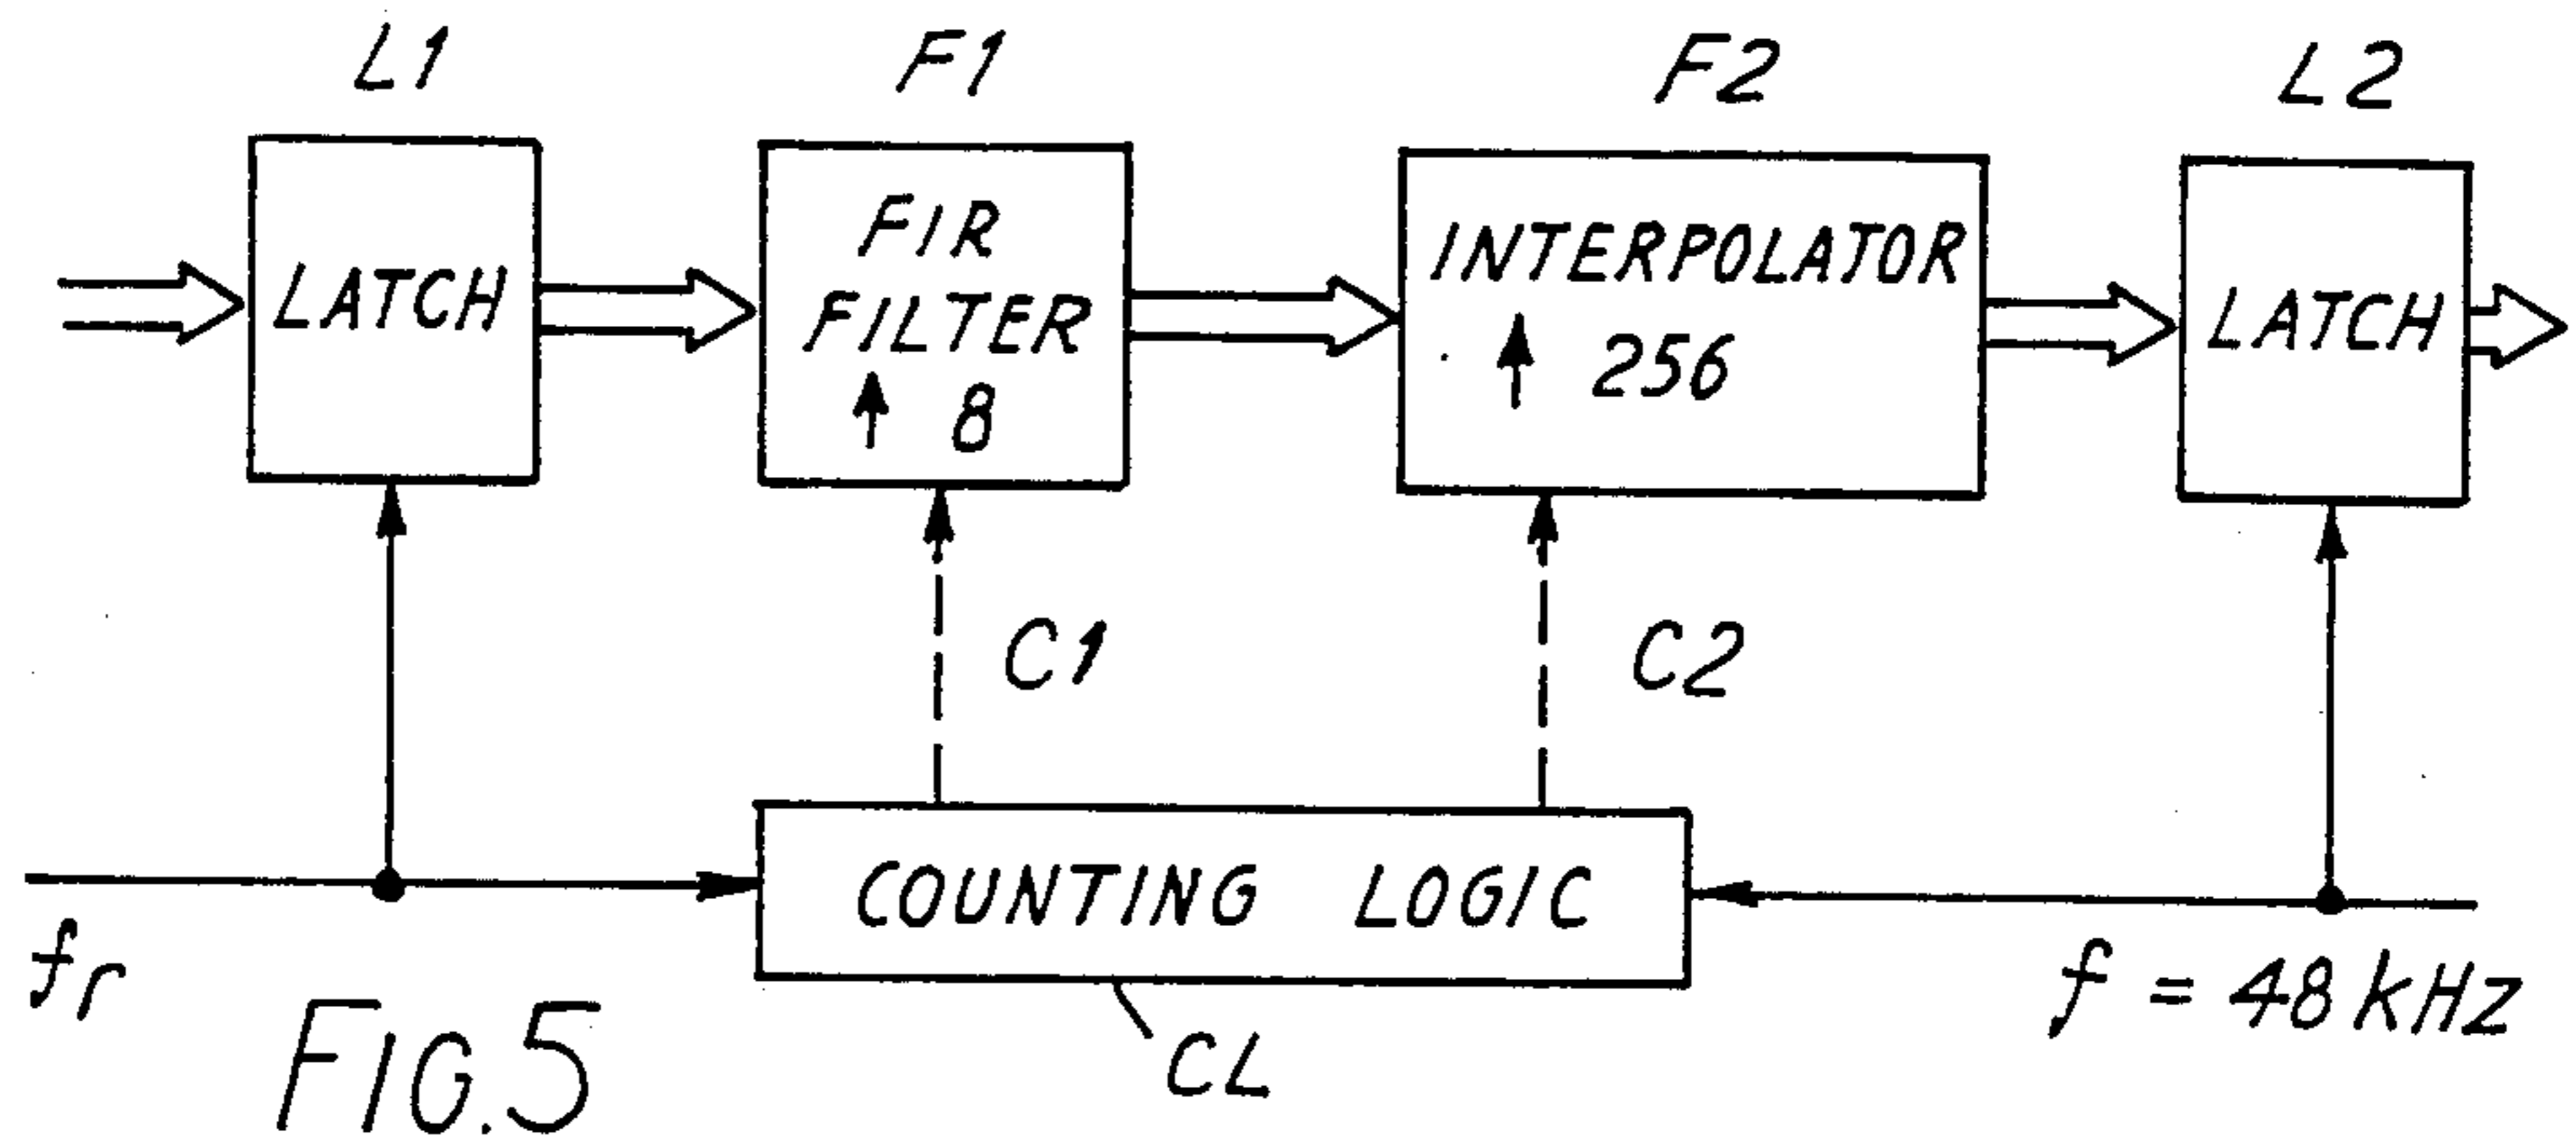 L1
F1
F2
L2
LATCH
FIR
FILTER
↑ 8
INTERPOLATOR
↑ 256
LATCH
C1
C2
COUNTING LOGIC
fr
f = 48 kHz
CL
FIG.5